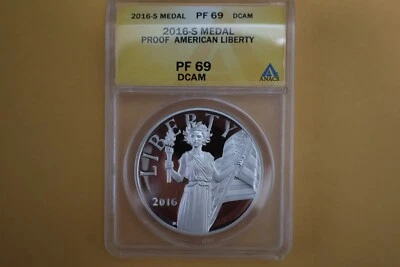 2016-S MEDAL PF 69 DCAM
2016-S MEDAL
PROOF AMERICAN LIBERTY
PF 69
DCAM
ANACS
LIBERTY
2016